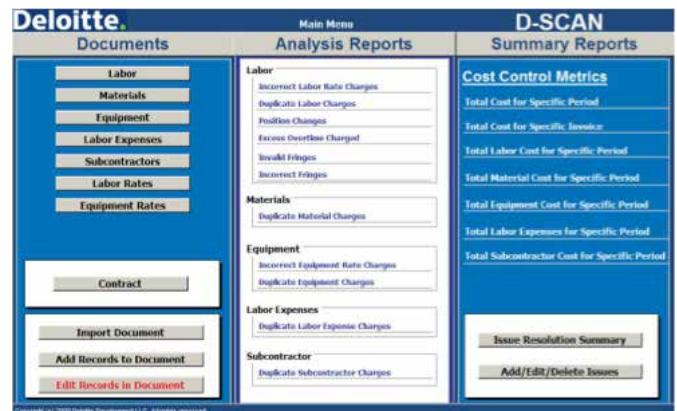 Deloitte.
Main Menu
D-SCAN
Documents
Analysis Reports
Summary Reports
Labor
Materials
Equipment
Labor Expenses
Subcontractors
Labor Rates
Equipment Rates
Contract
Import Document
Add Records to Document
Edit Records in Document
Labor
Incorrect Labor Rate Charges
Duplicate Labor Charges
Position Changes
Excess Overtime Charged
Invalid Fringes
Incorrect Fringes
Materials
Duplicate Material Charges
Equipment
Incorrect Equipment Rate Charges
Duplicate Equipment Charges
Labor Expenses
Duplicate Labor Expense Charges
Subcontractor
Duplicate Subcontractor Charges
Cost Control Metrics
Total Cost for Specific Period
Total Cost for Specific Invoice
Total Labor Cost for Specific Period
Total Material Cost for Specific Period
Total Equipment Cost for Specific Period
Total Labor Expenses for Specific Period
Total Subcontractor Cost for Specific Period
Issue Resolution Summary
Add/Edit/Delete Issues